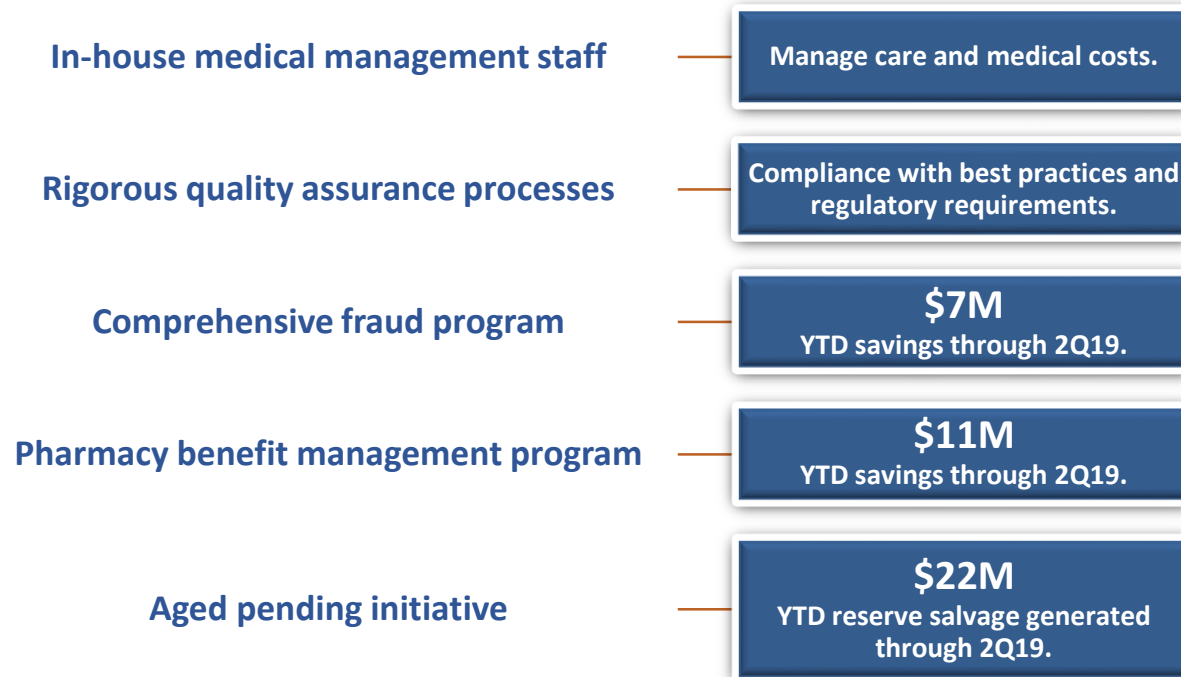 In-house medical management staff
Manage care and medical costs.
Rigorous quality assurance processes
Compliance with best practices and
regulatory requirements.
Comprehensive fraud program
$7M
YTD savings through 2Q19.
Pharmacy benefit management program
$11M
YTD savings through 2Q19.
Aged pending initiative
$22M
YTD reserve salvage generated
through 2Q19.